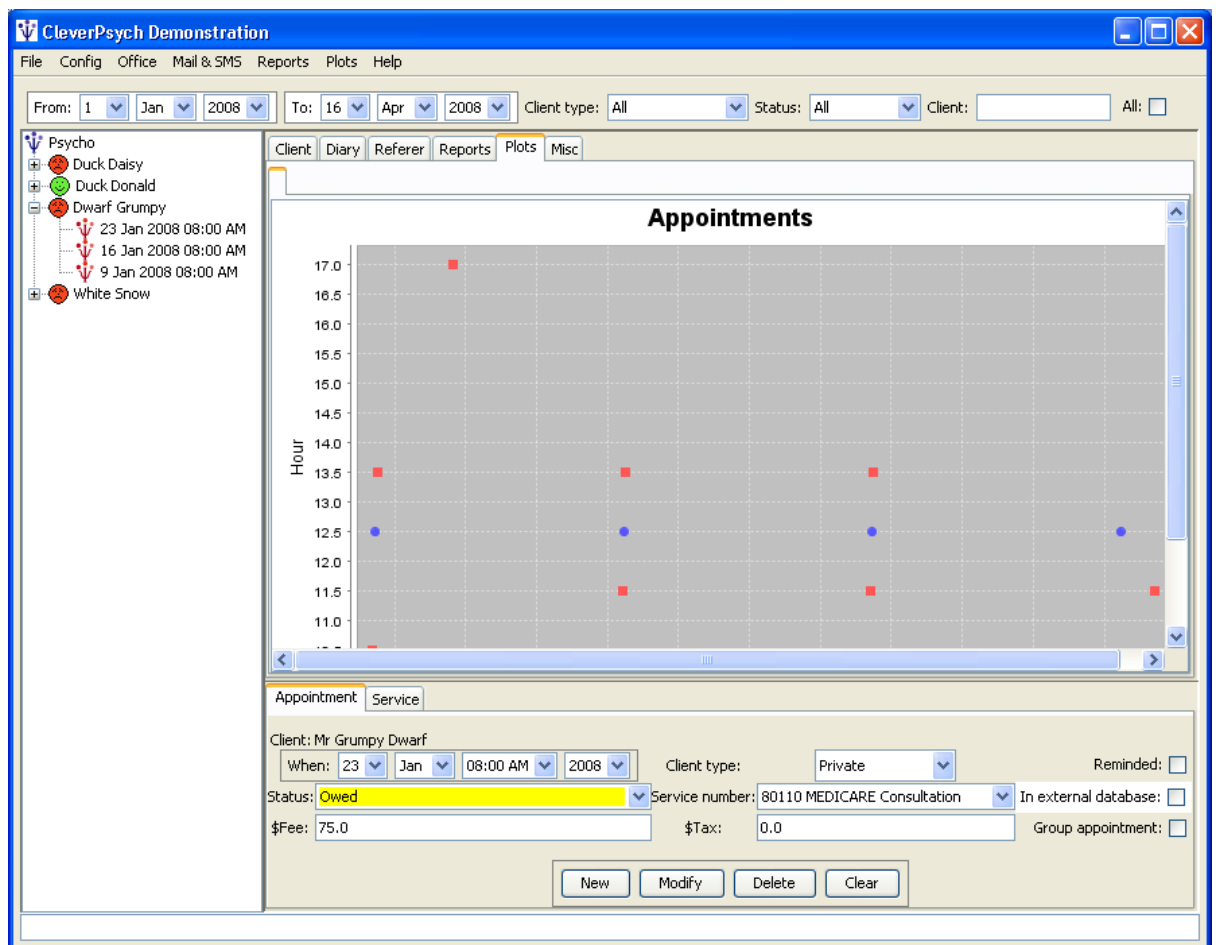 CleverPsych Demonstration
File Config Office Mail & SMS Reports Plots Help
From: 1 Jan 2008 To: 16 Apr 2008 Client type: All Status: All Client: All:
Psycho
Duck Daisy
Duck Donald
Dwarf Grumpy
23 Jan 2008 08:00 AM
16 Jan 2008 08:00 AM
9 Jan 2008 08:00 AM
White Snow
Client Diary Referer Reports Plots Misc
Appointments
Hour
17.0
16.5
16.0
15.5
15.0
14.5
14.0
13.5
13.0
12.5
12.0
11.5
11.0
Appointment Service
Client: Mr Grumpy Dwarf
When: 23 Jan 08:00 AM 2008 Client type: Private Reminded:
Status: Owed Service number: 80110 MEDICARE Consultation In external database:
$Fee: 75.0 $Tax: 0.0 Group appointment:
New Modify Delete Clear